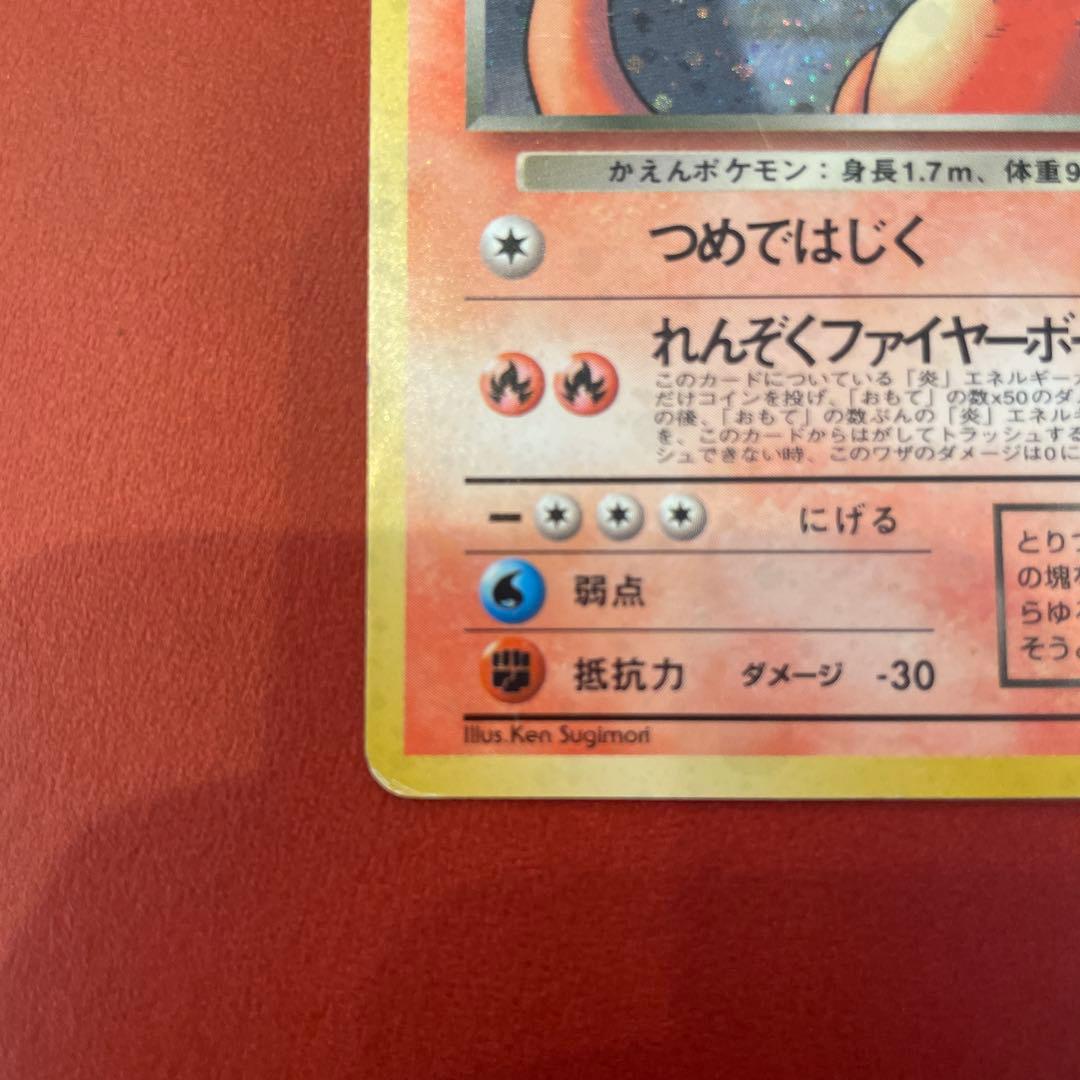 かえんポケモン：身長1.7m、体重9
つめではじく
れんぞくファイヤーボー
このカードについている「炎」エネルギーカ
だけコインを投げ、「おもて」の数x50のダメ
の後、「おもて」の数ぶんの「炎」エネルギ
を、このカードからはがしてトラッシュする
シュできない時、このワザのダメージは0に
にげる
弱点
抵抗力 ダメージ -30
とりつ
の塊を
らゆる
そうと
Illus. Ken Sugimori